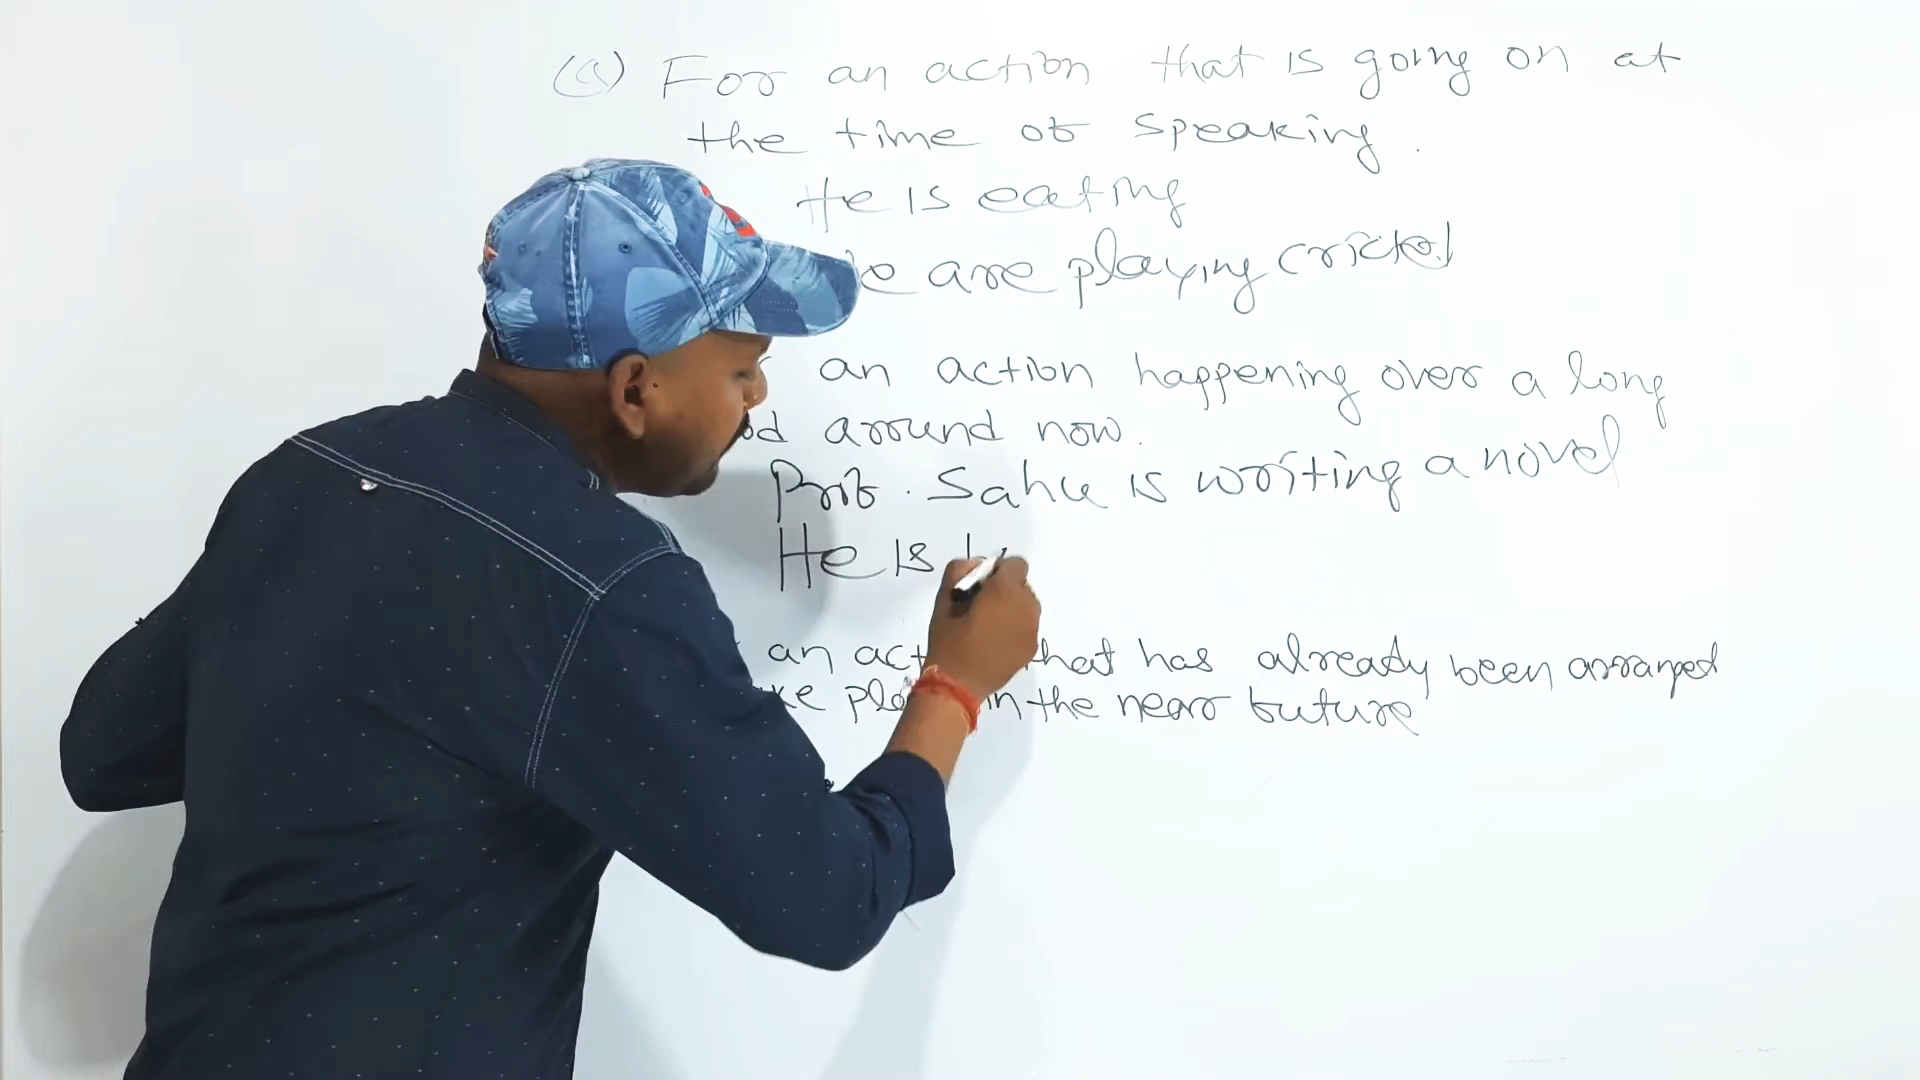 (a) For an action that is going on at
the time of speaking.
He is eating
are playing cricket
an action happening over a long
around now.
Prof. Sahu is writing a novel
He is
an that has already been arranged
in the near future